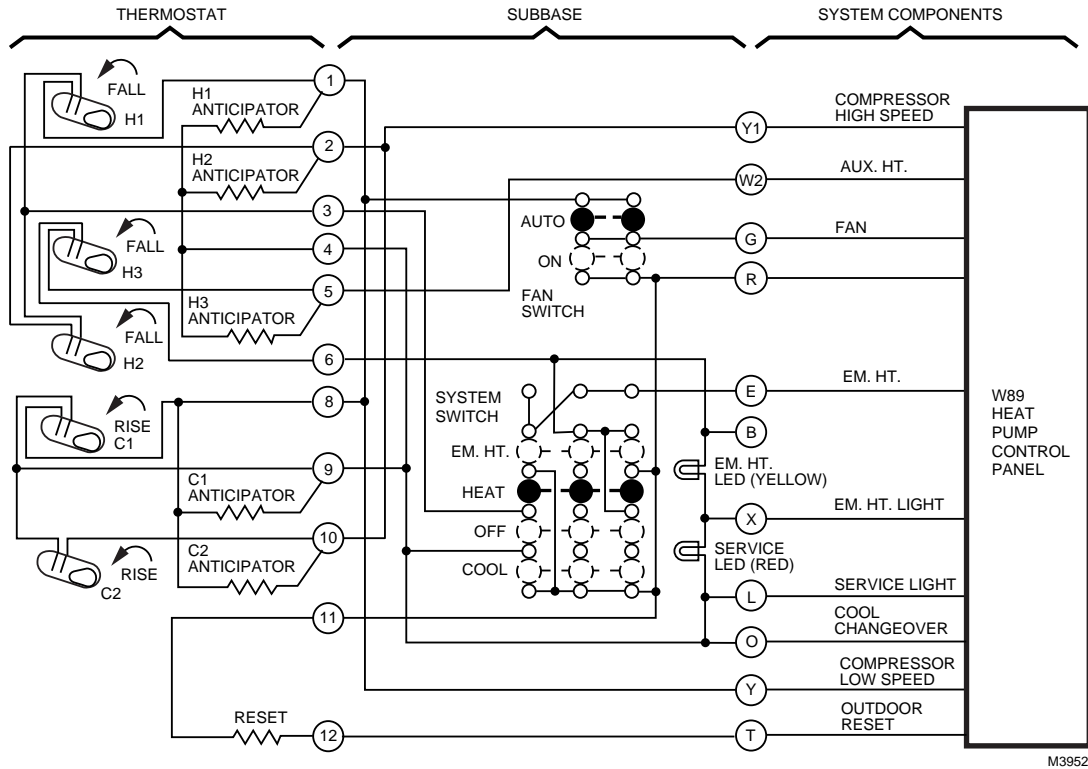 THERMOSTAT
SUBBASE
SYSTEM COMPONENTS
FALL
H1
H1
ANTICIPATOR
1
COMPRESSOR
HIGH SPEED
Y1
H2
ANTICIPATOR
2
AUX. HT.
W2
3
AUTO
FALL
H3
4
FAN
G
ON
R
5
FAN
SWITCH
H3
ANTICIPATOR
FALL
H2
6
SYSTEM
SWITCH
EM. HT.
E
W89
HEAT
PUMP
CONTROL
PANEL
8
RISE
C1
B
EM. HT.
9
EM. HT.
LED (YELLOW)
C1
ANTICIPATOR
HEAT
EM. HT. LIGHT
X
10
OFF
C2
ANTICIPATOR
RISE
C2
SERVICE
LED (RED)
COOL
SERVICE LIGHT
L
11
COOL
CHANGEOVER
O
COMPRESSOR
LOW SPEED
Y
OUTDOOR
RESET
RESET
12
T
M3952